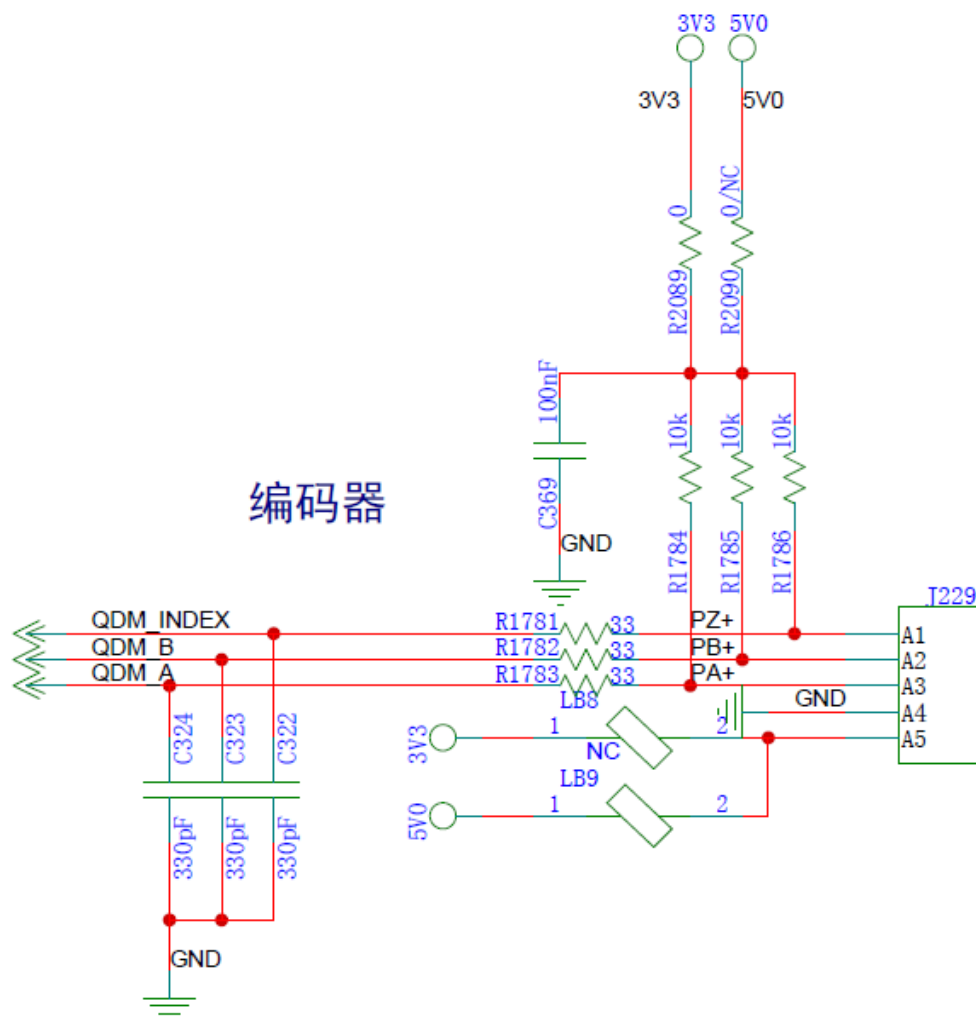 3V3 5V0
3V3 5V0
0 0/NC
R2089 R2090
100nF 10k 10k 10k
C369 R1784 R1785 R1786
编码器
GND
J229
QDM_INDEX R1781 33 PZ+ A1
QDM_B R1782 33 PB+ A2
QDM_A R1783 33 PA+ A3
LB8 GND A4
3V3 1 NC 2 A5
LB9
5V0 1 2
C324 C323 C322
330pF 330pF 330pF
GND